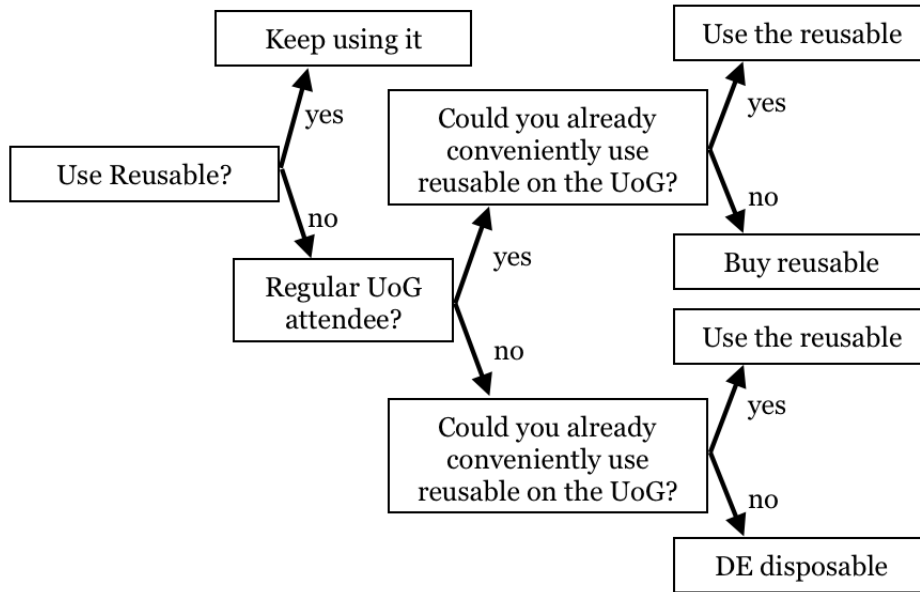 Keep using it
Use the reusable
yes
yes
Could you already
conveniently use
reusable on the UoG?
Use Reusable?
no
no
yes
Buy reusable
Regular UoG
attendee?
Use the reusable
no
yes
Could you already
conveniently use
reusable on the UoG?
no
DE disposable